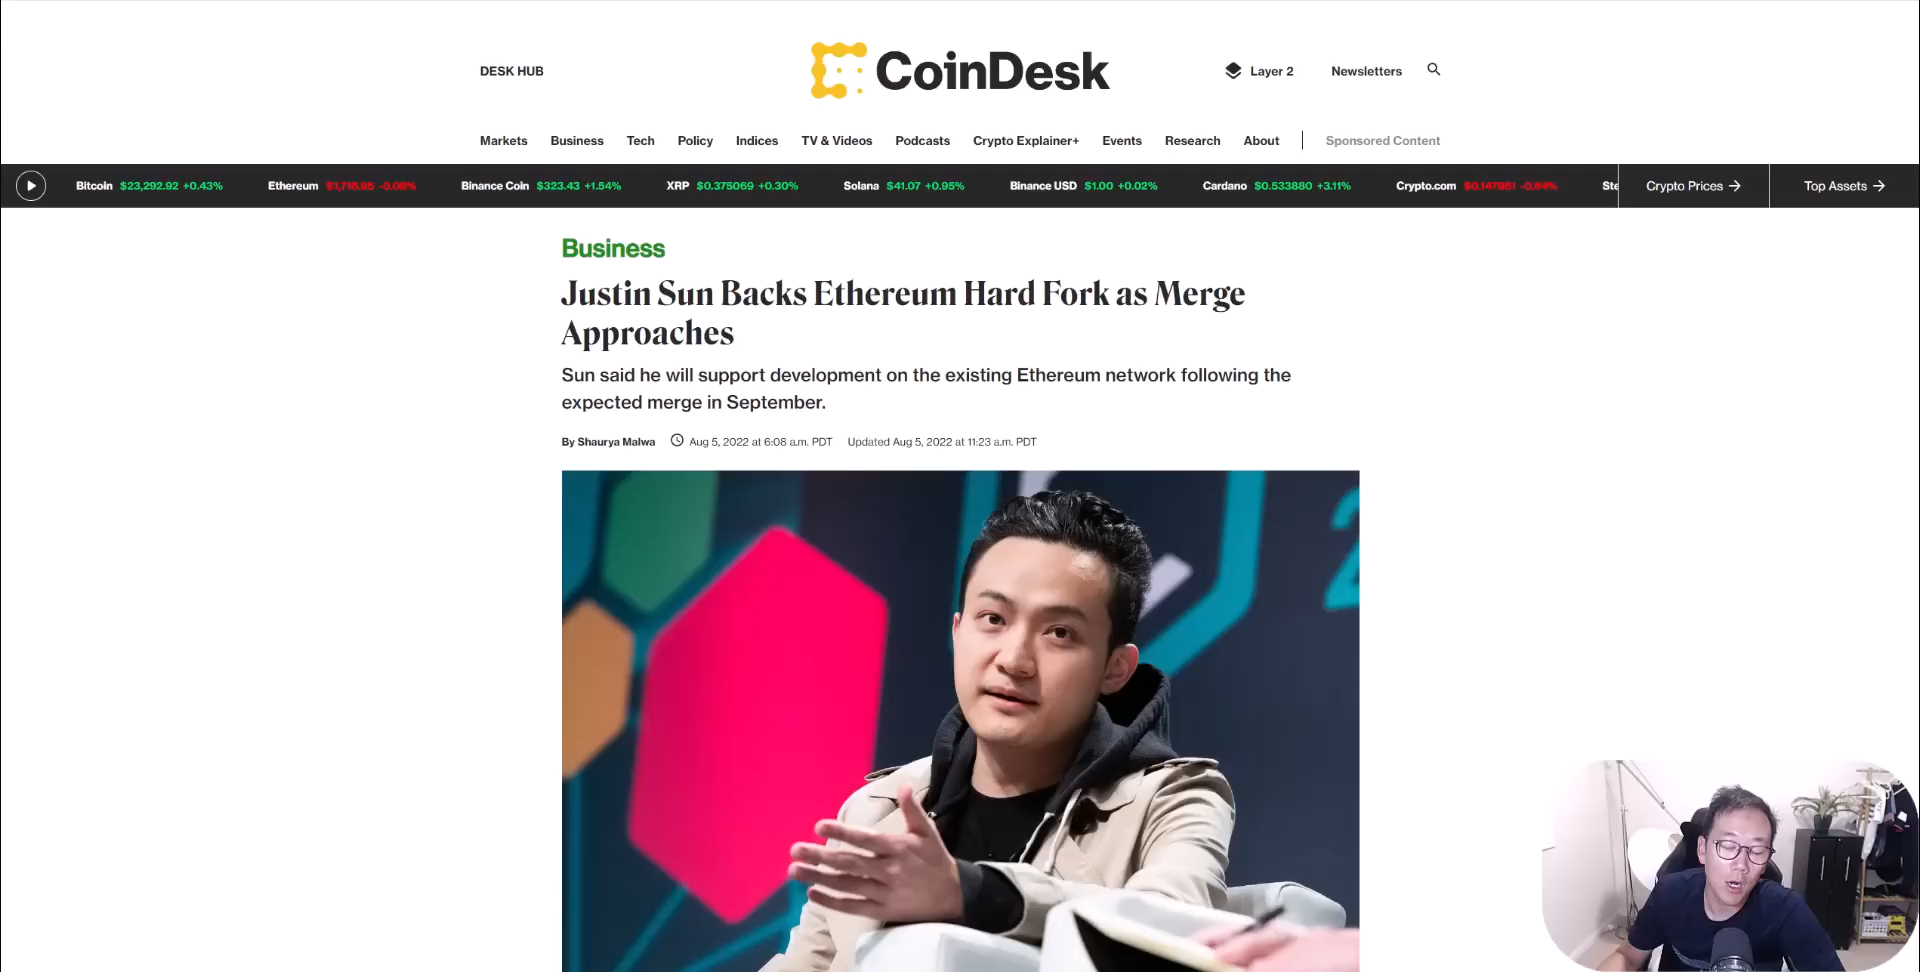 DESK HUB
CoinDesk
Layer 2
Newsletters
Markets Business Tech Policy Indices TV & Videos Podcasts Crypto Explainer+ Events Research About Sponsored Content
Bitcoin $23,292.92 +0.43% Ethereum $1,716.95 -0.06% Binance Coin $323.43 +1.54% XRP $0.375069 +0.30% Solana $41.07 +0.95% Binance USD $1.00 +0.02% Cardano $0.533880 +3.11% Crypto.com -0.64% Ste Crypto Prices Top Assets
Business
Justin Sun Backs Ethereum Hard Fork as Merge
Approaches
Sun said he will support development on the existing Ethereum network following the
expected merge in September.
By Shaurya Malwa Aug 5, 2022 at 6:08 a.m. PDT Updated Aug 5, 2022 at 11:23 a.m. PDT
2